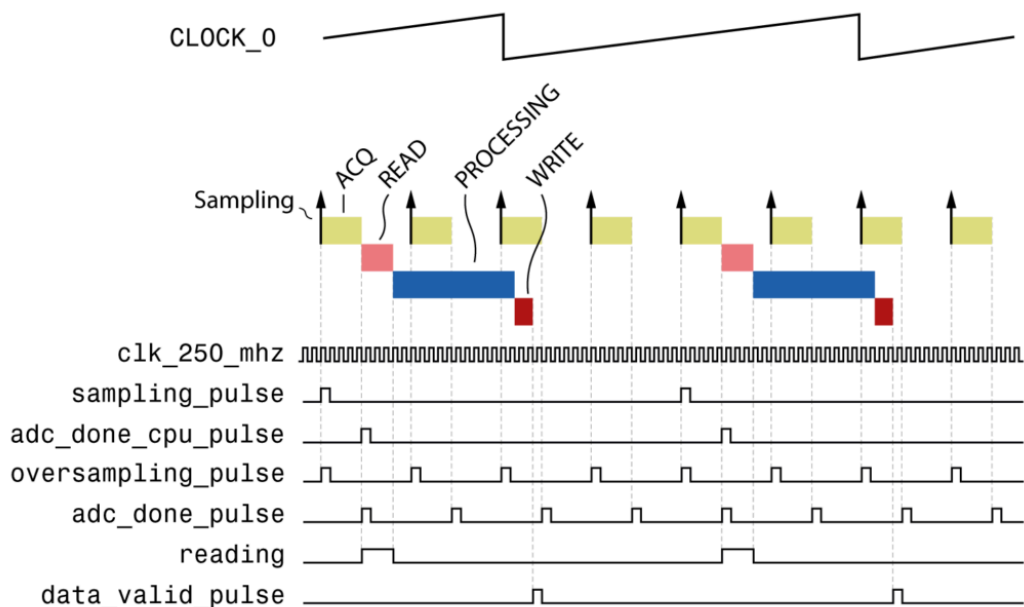 CLOCK_0
Sampling
ACQ
READ
PROCESSING
WRITE
clk_250_mhz
sampling_pulse
adc_done_cpu_pulse
oversampling_pulse
adc_done_pulse
reading
data_valid_pulse